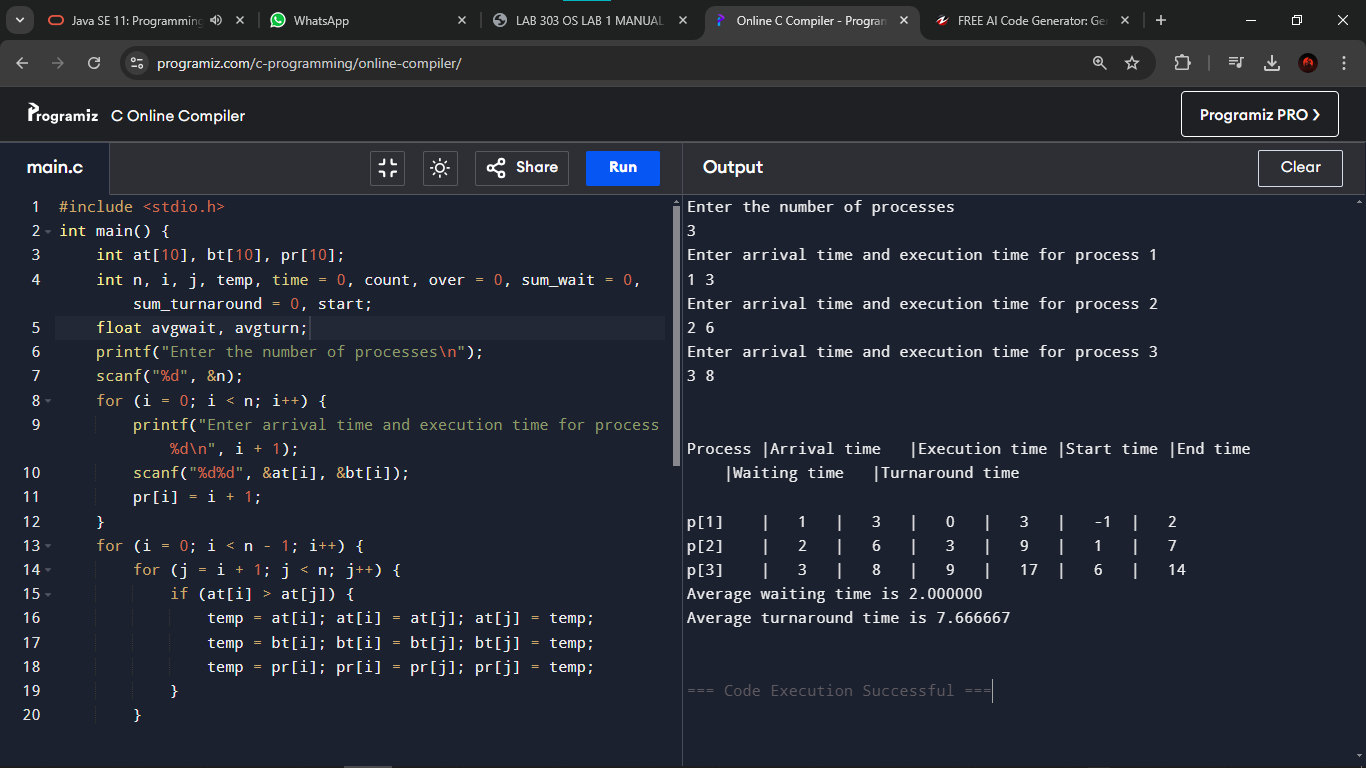 Java SE 11: Programming
WhatsApp
LAB 303 OS LAB 1 MANUAL
Online C Compiler - Program
FREE AI Code Generator: Ge
programiz.com/c-programming/online-compiler/
Programiz C Online Compiler
Programiz PRO
main.c
Share
Run
Output
Clear
1 #include <stdio.h>
2 int main() {
3 int at[10], bt[10], pr[10];
4 int n, i, j, temp, time = 0, count, over = 0, sum_wait = 0,
sum_turnaround = 0, start;
5 float avgwait, avgturn;
6 printf("Enter the number of processes\n");
7 scanf("%d", &n);
8 for (i = 0; i < n; i++) {
9 printf("Enter arrival time and execution time for process
%d\n", i + 1);
10 scanf("%d%d", &at[i], &bt[i]);
11 pr[i] = i + 1;
12 }
13 for (i = 0; i < n - 1; i++) {
14 for (j = i + 1; j < n; j++) {
15 if (at[i] > at[j]) {
16 temp = at[i]; at[i] = at[j]; at[j] = temp;
17 temp = bt[i]; bt[i] = bt[j]; bt[j] = temp;
18 temp = pr[i]; pr[i] = pr[j]; pr[j] = temp;
19 }
20 }
Enter the number of processes
3
Enter arrival time and execution time for process 1
1 3
Enter arrival time and execution time for process 2
2 6
Enter arrival time and execution time for process 3
3 8
Process |Arrival time |Execution time |Start time |End time
|Waiting time |Turnaround time
p[1] | 1 | 3 | 0 | 3 | -1 | 2
p[2] | 2 | 6 | 3 | 9 | 1 | 7
p[3] | 3 | 8 | 9 | 17 | 6 | 14
Average waiting time is 2.000000
Average turnaround time is 7.666667
=== Code Execution Successful ===